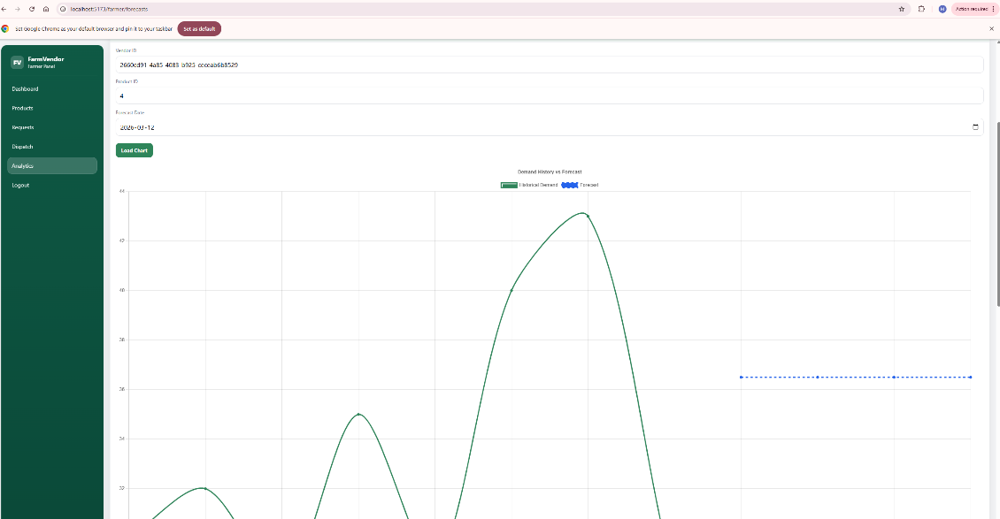 localhost:5173/farmer/forecasts
M
Action required
Set Google Chrome as your default browser and pin it to your taskbar
Set as default
FV
FarmVendor
Farmer Panel
Dashboard
Products
Requests
Dispatch
Analytics
Logout
Vendor ID
2660cd91-4a85-4083-b925-ceceab6b8529
Product ID
4
Forecast Date
2026-03-12
Load Chart
Demand History vs Forecast
Historical Demand
Forecast
44
42
40
38
36
34
32